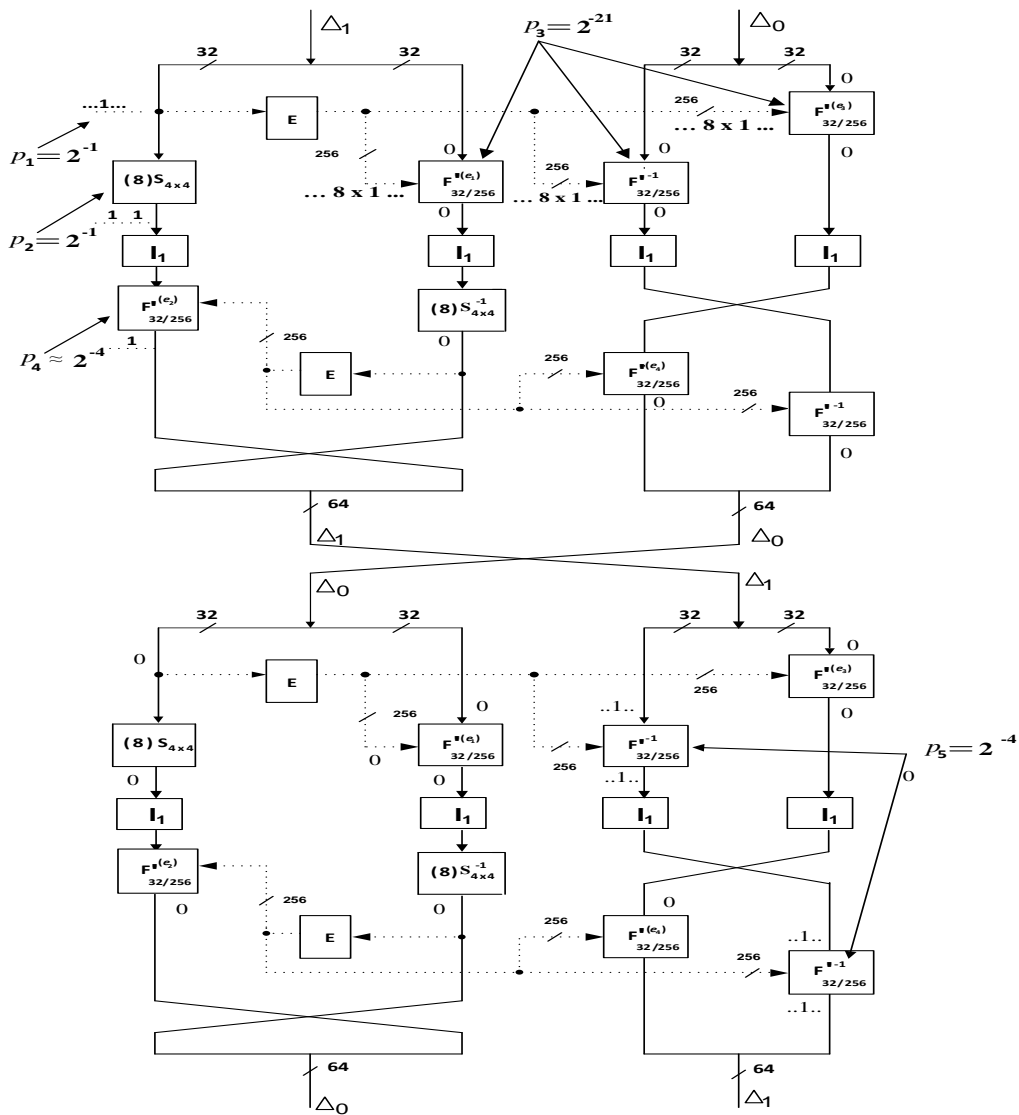 △1
p3=2^-21
△0
32
32
32
32
0
...1...
E
256
F'(e3)
32/256
... 8 x 1 ...
p1=2^-1
256
256
0
0
0
(8)S4x4
F'(e1)
32/256
F'-1
32/256
... 8 x 1 ...
... 8 x 1 ...
p2=2^-1
1 1
0
0
I1
I1
I1
I1
F'(e2)
32/256
(8)S^-1 4x4
p4≈2^-4
1
256
0
E
256
F'(e4)
32/256
0
256
F'-1
32/256
0
64
64
△1
△0
△0
△1
32
32
32
32
0
0
E
256
F'(e3)
32/256
0
256
0
..1..
(8)S4x4
F'(e1)
32/256
F'-1
32/256
p5=2^-4
0
256
0
0
0
..1..
I1
I1
I1
I1
F'(e2)
32/256
(8)S^-1 4x4
0
256
0
0
E
256
F'(e4)
32/256
..1..
256
F'-1
32/256
..1..
64
64
△0
△1